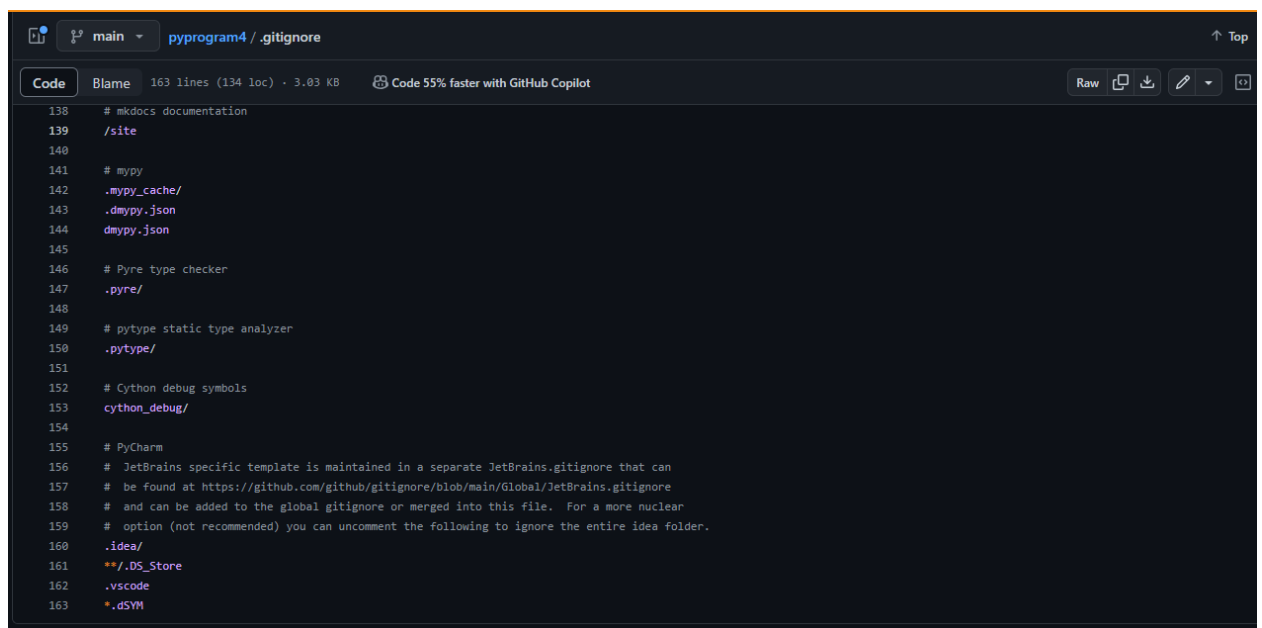 main
pyprogram4 / .gitignore
↑ Top
Code
Blame
163 lines (134 loc) · 3.03 KB
Code 55% faster with GitHub Copilot
Raw
138 # mkdocs documentation
139 /site
140
141 # mypy
142 .mypy_cache/
143 .dmypy.json
144 dmypy.json
145
146 # Pyre type checker
147 .pyre/
148
149 # pytype static type analyzer
150 .pytype/
151
152 # Cython debug symbols
153 cython_debug/
154
155 # PyCharm
156 #  JetBrains specific template is maintained in a separate JetBrains.gitignore that can
157 #  be found at https://github.com/github/gitignore/blob/main/Global/JetBrains.gitignore
158 #  and can be added to the global gitignore or merged into this file.  For a more nuclear
159 #  option (not recommended) you can uncomment the following to ignore the entire idea folder.
160 .idea/
161 **/.DS_Store
162 .vscode
163 *.dSYM